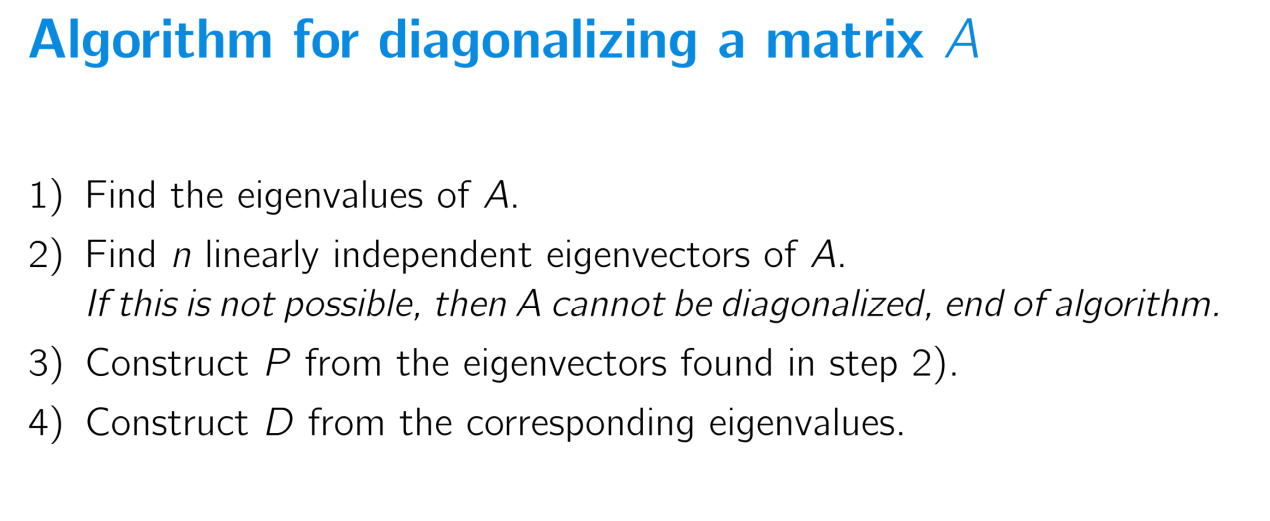 Algorithm for diagonalizing a matrix A
1) Find the eigenvalues of A.
2) Find n linearly independent eigenvectors of A.
If this is not possible, then A cannot be diagonalized, end of algorithm.
3) Construct P from the eigenvectors found in step 2).
4) Construct D from the corresponding eigenvalues.